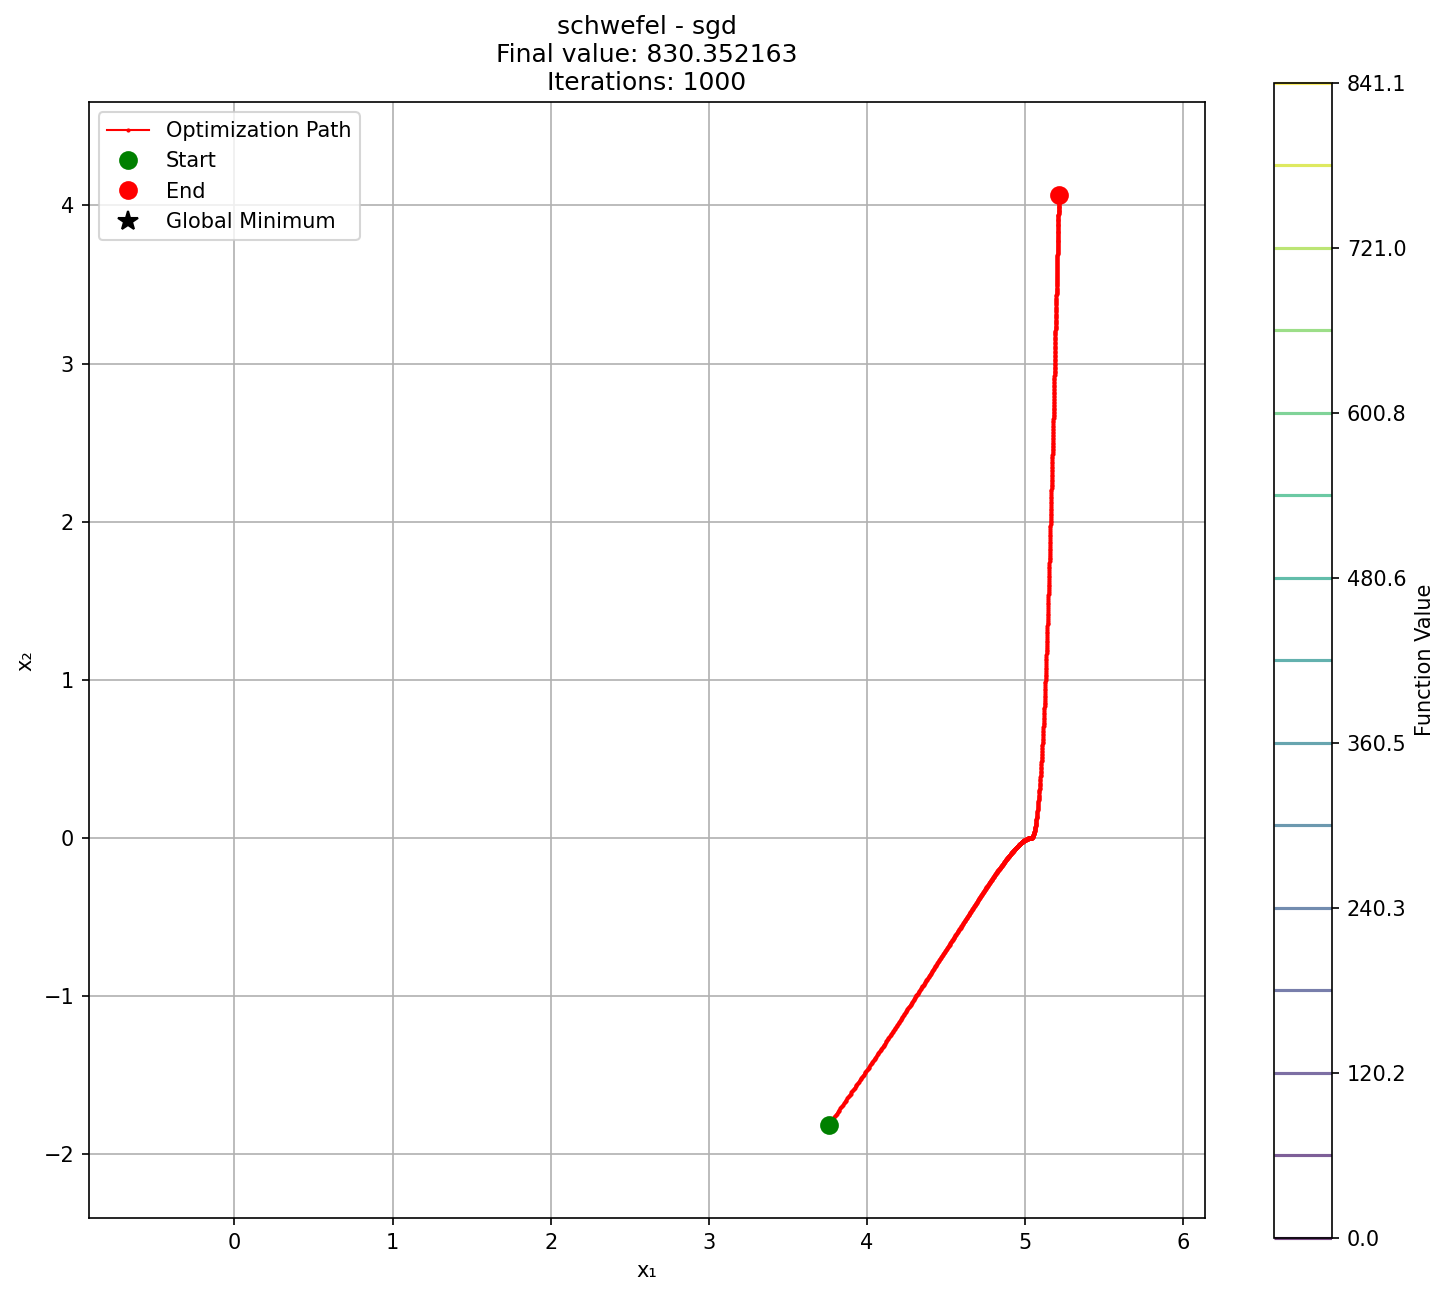 schwefel - sgd
Final value: 830.352163
Iterations: 1000
Optimization Path
Start
End
Global Minimum
4
3
2
1
0
−1
−2
x₂
0
1
2
3
4
5
6
x₁
841.1
721.0
600.8
480.6
360.5
240.3
120.2
0.0
Function Value